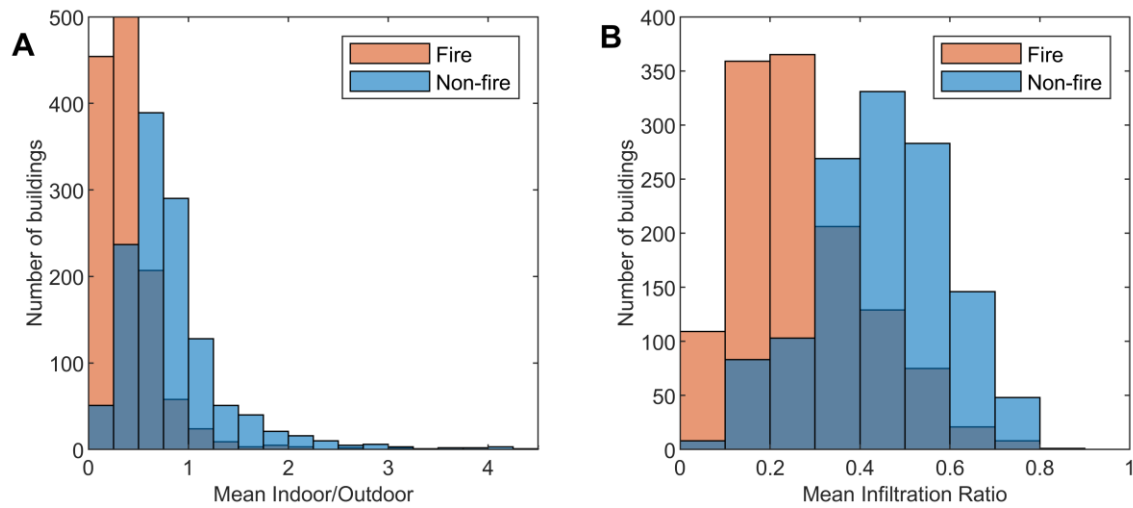 A
500
400
300
200
100
0
Number of buildings
Fire
Non-fire
0 1 2 3 4
Mean Indoor/Outdoor
B
400
350
300
250
200
150
100
50
0
Number of buildings
Fire
Non-fire
0 0.2 0.4 0.6 0.8 1
Mean Infiltration Ratio